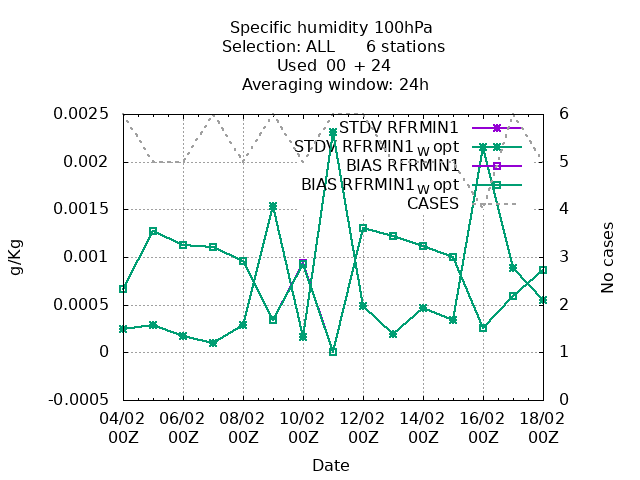 Specific humidity 100hPa
Selection: ALL 6 stations
Used 00 + 24
Averaging window: 24h
0.0025
0.002
0.0015
0.001
0.0005
0
-0.0005
g/Kg
STDV RFRMIN1
STDV RFRMIN1_w opt
BIAS RFRMIN1
BIAS RFRMIN1_w opt
CASES
6
5
4
3
2
1
0
No cases
04/02 06/02 08/02 10/02 12/02 14/02 16/02 18/02
00Z 00Z 00Z 00Z 00Z 00Z 00Z 00Z
Date